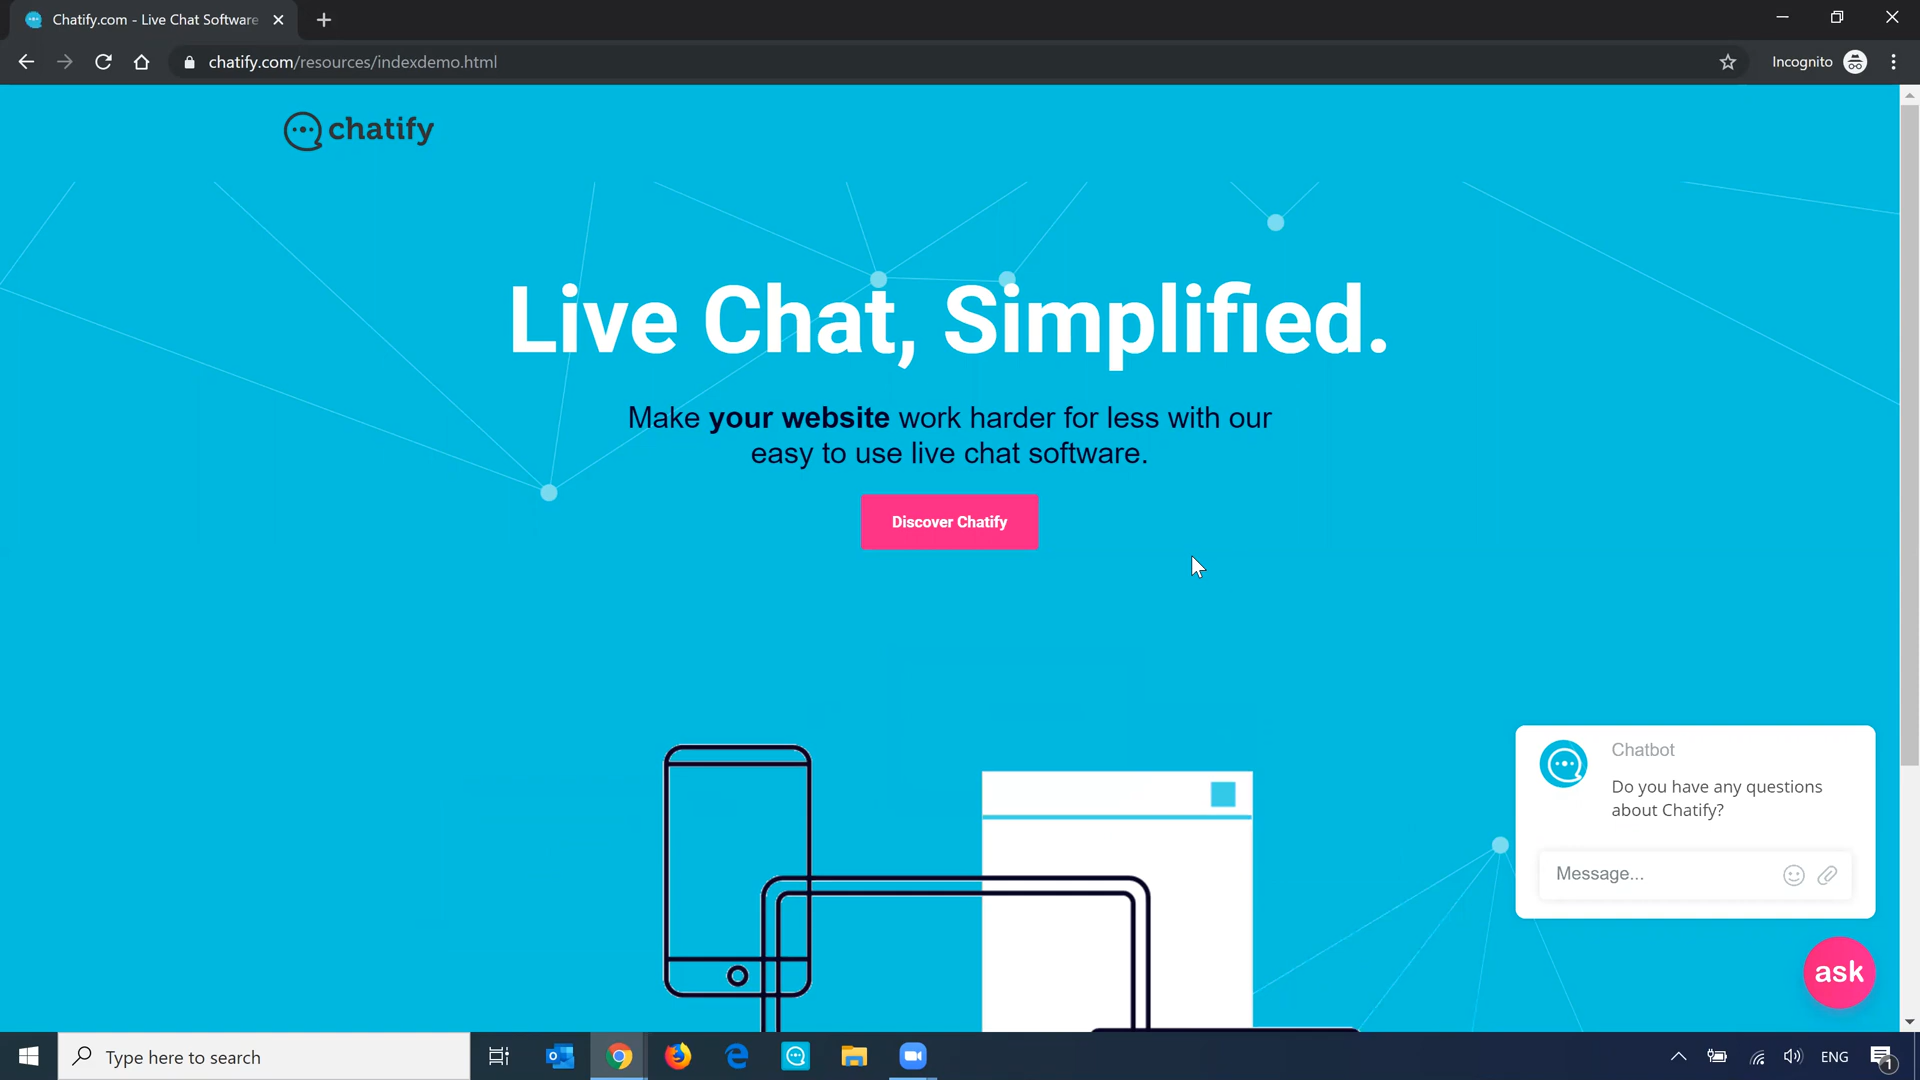 Chatify.com - Live Chat Software
chatify.com/resources/indexdemo.html
Incognito
chatify
Live Chat, Simplified.
Make your website work harder for less with our
easy to use live chat software.
Discover Chatify
Chatbot
Do you have any questions
about Chatify?
Message...
ask
Type here to search
ENG
1